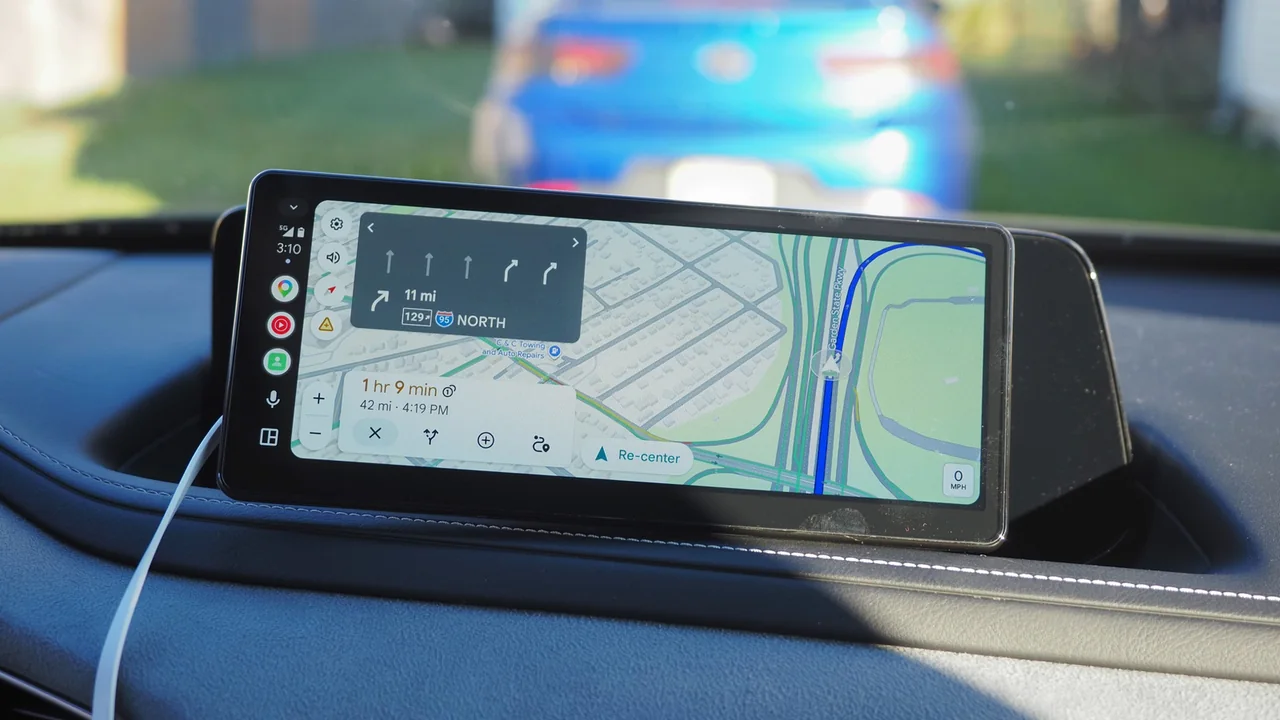 5G
3:10
11 mi
129 95 NORTH
C & C Towing
and Auto Repairs
1 hr 9 min
42 mi · 4:19 PM
Re-center
Garden State Pkwy
0
MPH